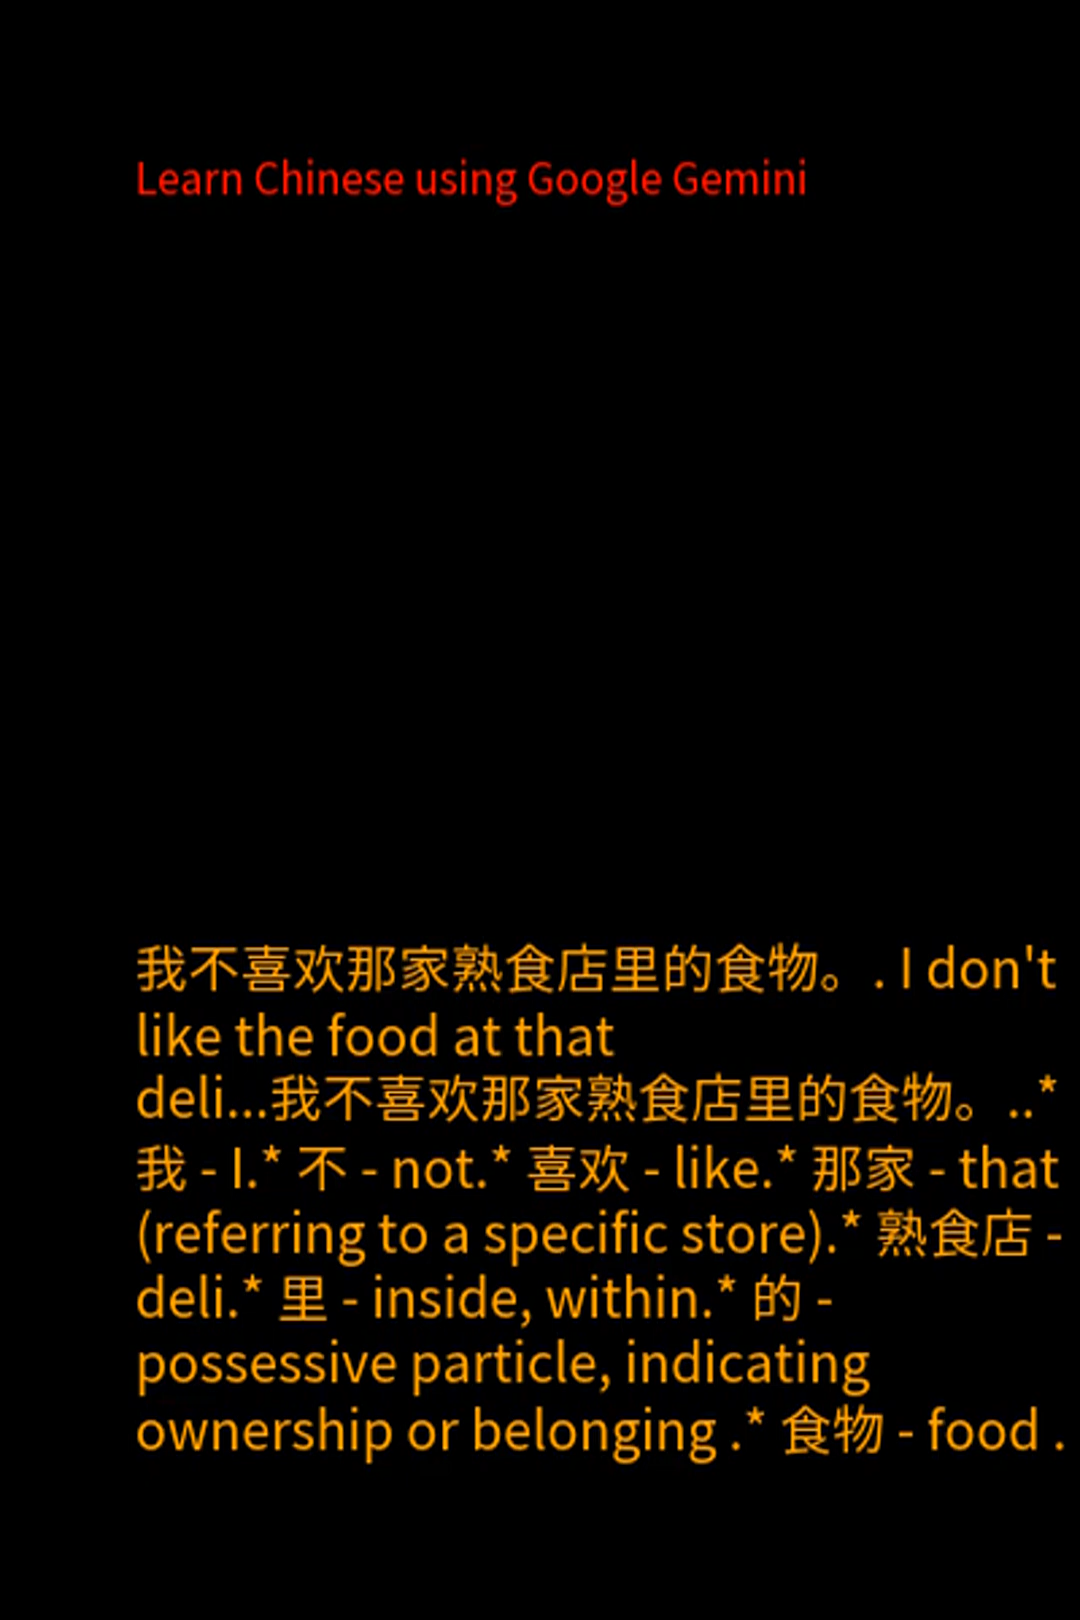 Learn Chinese using Google Gemini
我不喜欢那家熟食店里的食物。. I don't
like the food at that
deli...我不喜欢那家熟食店里的食物。..*
我 - I.* 不 - not.* 喜欢 - like.* 那家 - that
(referring to a specific store).* 熟食店 -
deli.* 里 - inside, within.* 的 -
possessive particle, indicating
ownership or belonging .* 食物 - food .